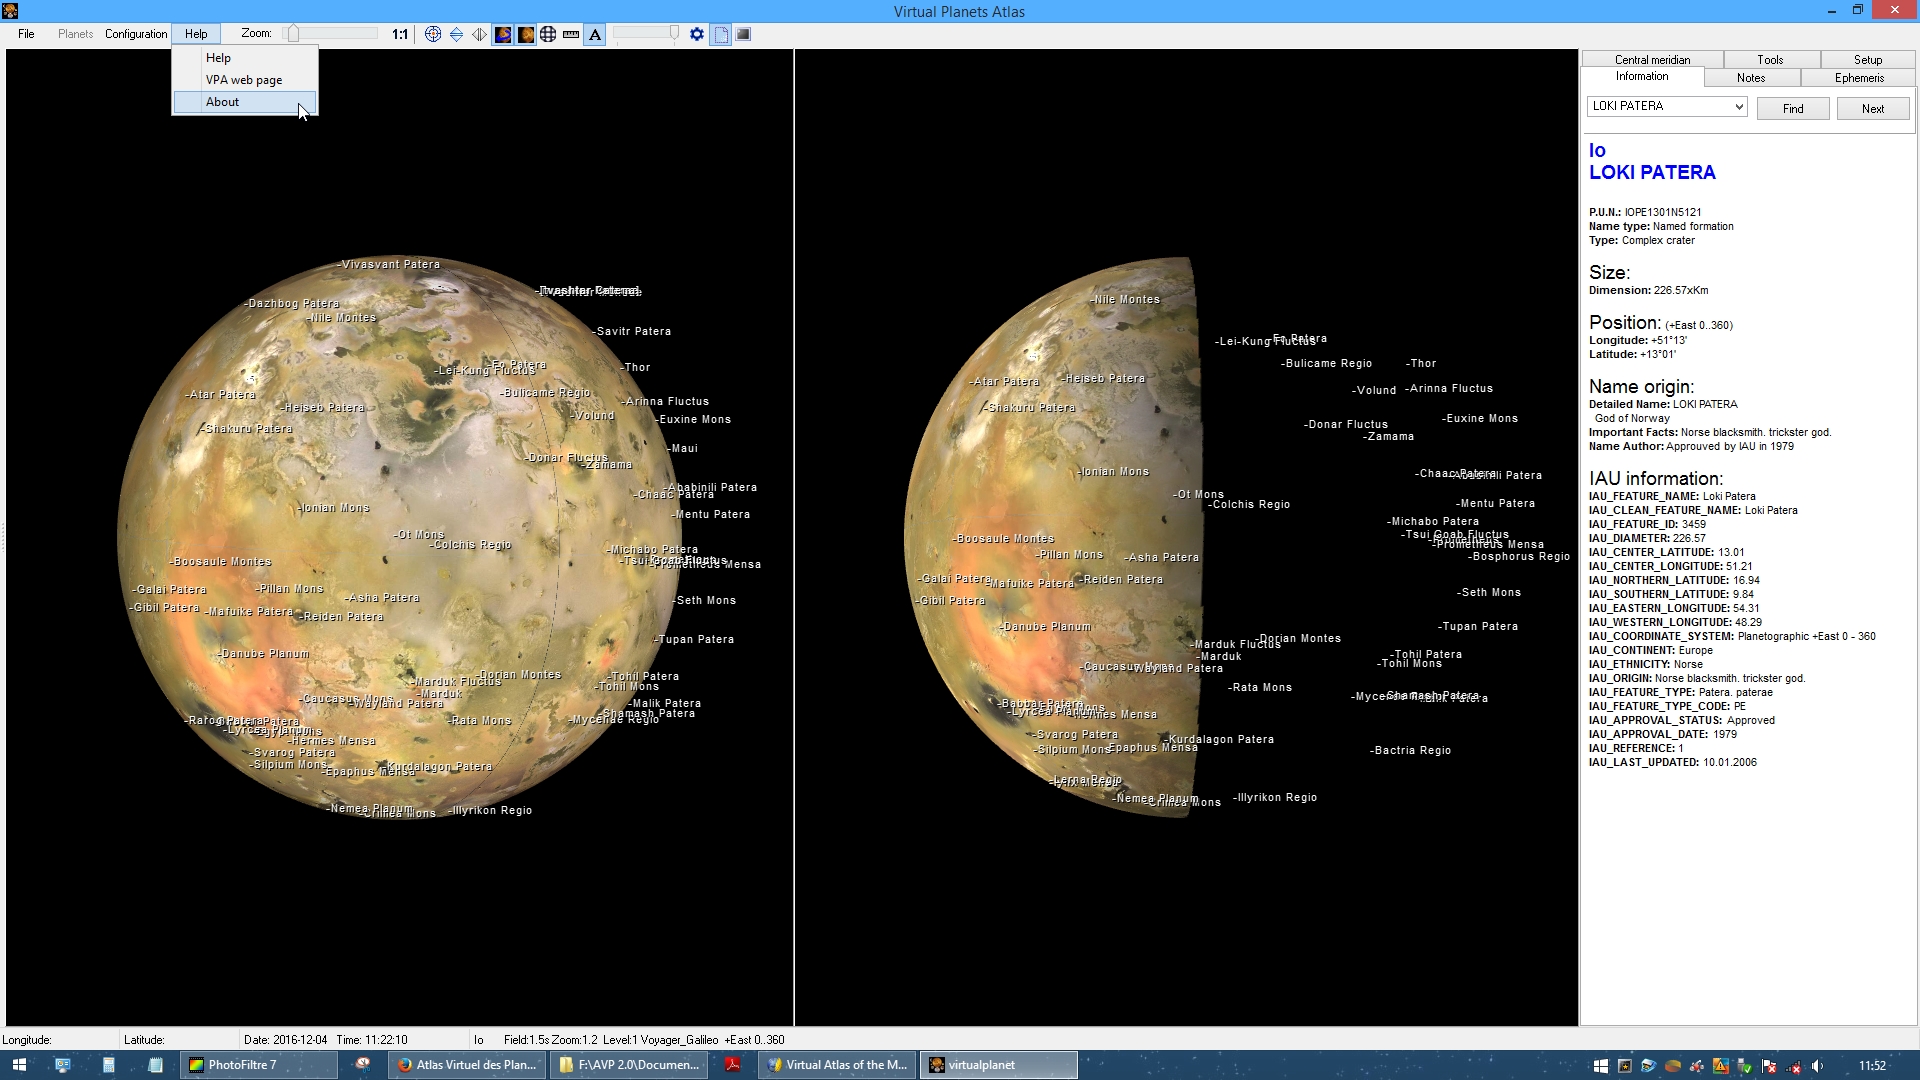 Virtual Planets Atlas
File Planets Configuration Help Zoom: 1:1 A
Help
VPA web page
About
-Vivasvant Patera
-Dazhbog Patera
-Nile Montes
-Savitr Patera
-Fo Patera
-Lei-Kung Fluctus
-Thor
-Atar Patera
-Bulicame Regio
-Heiseb Patera
-Arinna Fluctus
-Volund
-Euxine Mons
-Shakuru Patera
-Maui
-Donar Fluctus
-Zamama
-Ababinili Patera
-Chaac Patera
-Ionian Mons
-Mentu Patera
-Ot Mons
-Colchis Regio
-Michabo Patera
-Boosaule Montes
-Prometheus Mensa
-Galai Patera
-Pillan Mons
-Asha Patera
-Seth Mons
-Gibil Patera
-Mafuike Patera
-Reiden Patera
-Tupan Patera
-Danube Planum
-Dorian Montes
-Tohil Patera
-Marduk Fluctus
-Tohil Mons
-Marduk
-Caucasus Mons
-Wayland Patera
-Malik Patera
-Shamash Patera
-Rarog Patera
-Rata Mons
-Mycenae Regio
-Lyrcea Planum
-Hermes Mensa
-Svarog Patera
-Silpium Mons
-Epaphus Mensa
-Kurdalagon Patera
-Nemea Planum
-Crimea Mons
-Illyrikon Regio
-Nile Montes
-Lei-Kung Fluctus
-Fo Patera
-Bulicame Regio
-Thor
-Atar Patera
-Heiseb Patera
-Volund
-Arinna Fluctus
-Shakuru Patera
-Euxine Mons
-Donar Fluctus
-Zamama
-Ionian Mons
-Chaac Patera
-Ababinili Patera
-Ot Mons
-Colchis Regio
-Mentu Patera
-Michabo Patera
-Boosaule Montes
-Tsui Goab Fluctus
-Prometheus Mensa
-Pillan Mons
-Asha Patera
-Bosphorus Regio
-Galai Patera
-Mafuike Patera
-Reiden Patera
-Gibil Patera
-Seth Mons
-Danube Planum
-Tupan Patera
-Marduk Fluctus
-Dorian Montes
-Marduk
-Tohil Patera
-Caucasus Mons
-Wayland Patera
-Tohil Mons
-Rata Mons
-Mycenae Regio
-Shamash Patera
-Babbar Patera
-Lyrcea Planum
-Hermes Mensa
-Svarog Patera
-Kurdalagon Patera
-Silpium Mons
-Epaphus Mensa
-Bactria Regio
-Lerna Regio
-Nemea Planum
-Crimea Mons
-Illyrikon Regio
Central meridian Tools Setup
Information Notes Ephemeris
LOKI PATERA Find Next
Io
LOKI PATERA
P.U.N.: IOPE1301N5121
Name type: Named formation
Type: Complex crater
Size:
Dimension: 226.57xKm
Position: (+East 0..360)
Longitude: +51°13'
Latitude: +13°01'
Name origin:
Detailed Name: LOKI PATERA
God of Norway
Important Facts: Norse blacksmith. trickster god.
Name Author: Approuved by IAU in 1979
IAU information:
IAU_FEATURE_NAME: Loki Patera
IAU_CLEAN_FEATURE_NAME: Loki Patera
IAU_FEATURE_ID: 3459
IAU_DIAMETER: 226.57
IAU_CENTER_LATITUDE: 13.01
IAU_CENTER_LONGITUDE: 51.21
IAU_NORTHERN_LATITUDE: 16.94
IAU_SOUTHERN_LATITUDE: 9.84
IAU_EASTERN_LONGITUDE: 54.31
IAU_WESTERN_LONGITUDE: 48.29
IAU_COORDINATE_SYSTEM: Planetographic +East 0 - 360
IAU_CONTINENT: Europe
IAU_ETHNICITY: Norse
IAU_ORIGIN: Norse blacksmith. trickster god.
IAU_FEATURE_TYPE: Patera. paterae
IAU_FEATURE_TYPE_CODE: PE
IAU_APPROVAL_STATUS: Approved
IAU_APPROVAL_DATE: 1979
IAU_REFERENCE: 1
IAU_LAST_UPDATED: 10.01.2006
Longitude: Latitude: Date: 2016-12-04 Time: 11:22:10 Io Field:1.5s Zoom:1.2 Level:1 Voyager_Galileo +East 0..360
PhotoFiltre 7 Atlas Virtuel des Plan... F:\AVP 2.0\Documen... Virtual Atlas of the M... virtualplanet 11:52